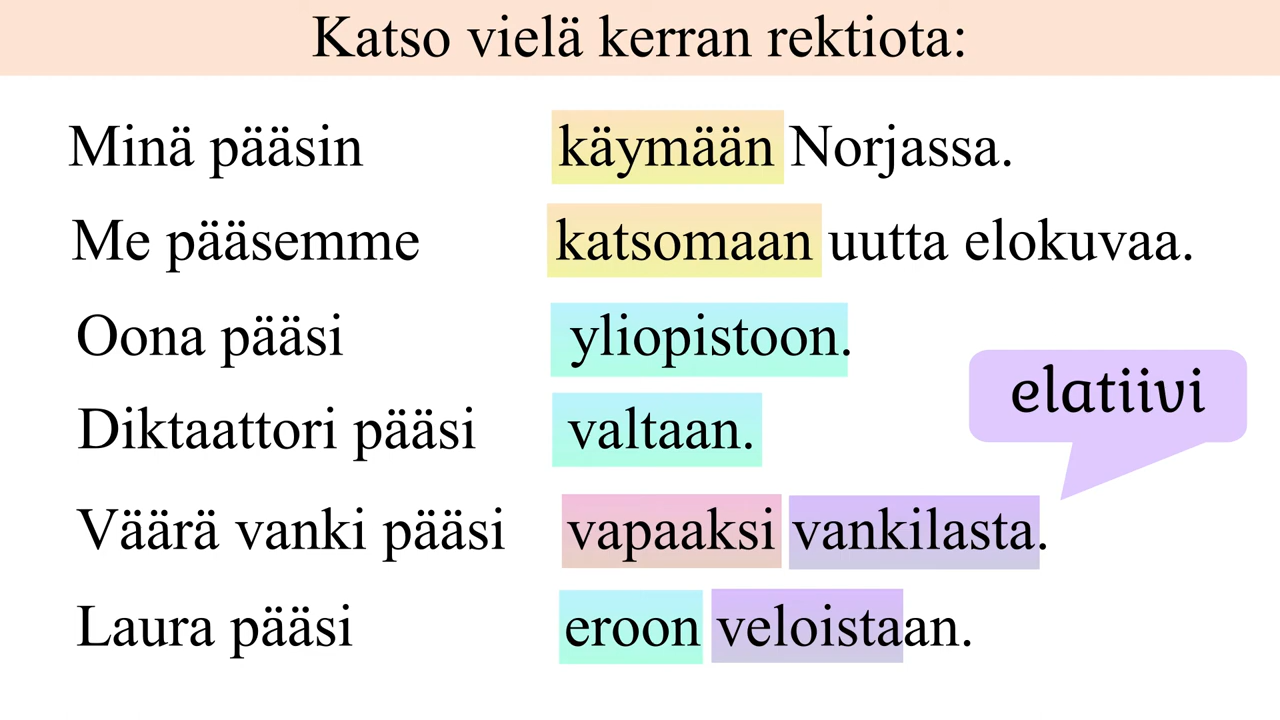 Katso vielä kerran rektiota:
Minä pääsin käymään Norjassa.
Me pääsemme katsomaan uutta elokuvaa.
Oona pääsi yliopistoon.
elatiivi
Diktaattori pääsi valtaan.
Väärä vanki pääsi vapaaksi vankilasta.
Laura pääsi eroon veloistaan.